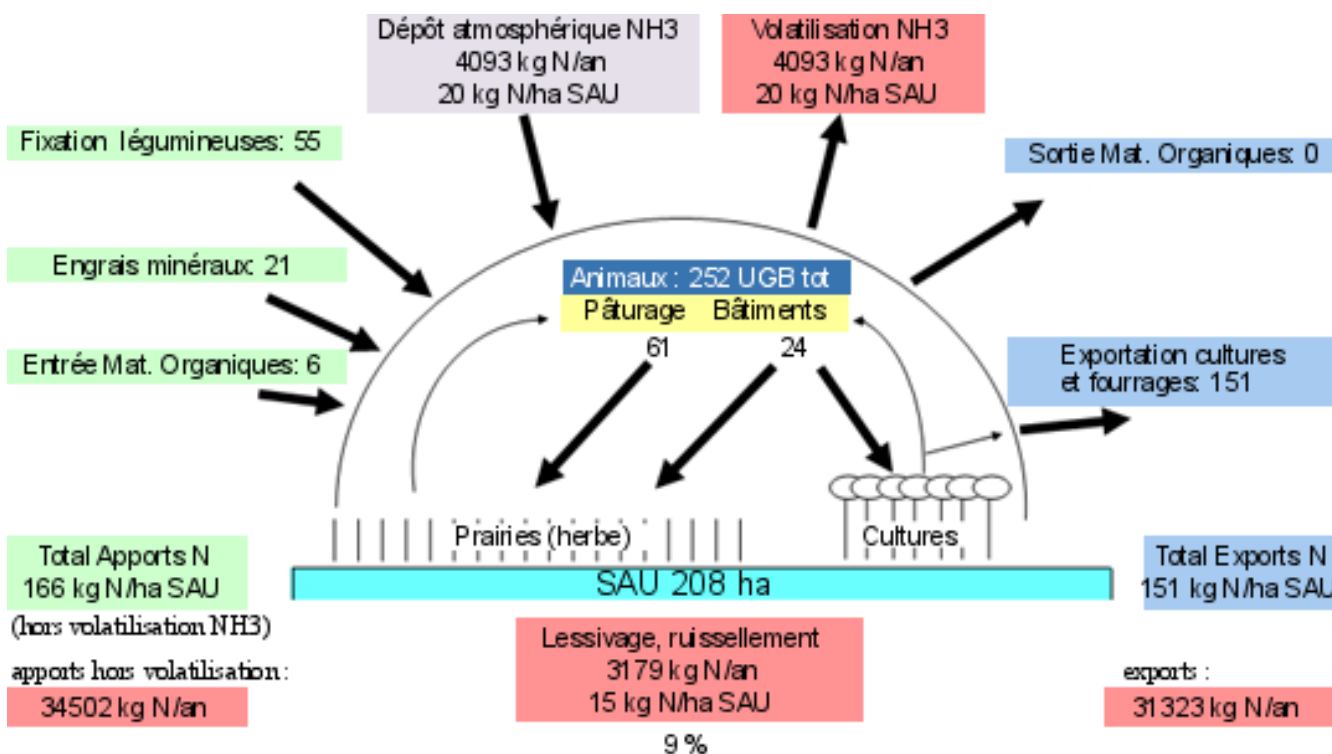 Dépôt atmosphérique NH3
4093 kg N/an
20 kg N/ha SAU
Volatilisation NH3
4093 kg N/an
20 kg N/ha SAU
Fixation légumineuses: 55
Sortie Mat. Organiques: 0
Engrais minéraux: 21
Animaux : 252 UGB tot
Pâturage Bâtiments
61 24
Entrée Mat. Organiques: 6
Exportation cultures
et fourrages: 151
Prairies (herbe)
Cultures
Total Apports N
166 kg N/ha SAU
(hors volatilisation NH3)
SAU 208 ha
Total Exports N
151 kg N/ha SAU
Lessivage, ruissellement
3179 kg N/an
15 kg N/ha SAU
9 %
apports hors volatilisation :
34502 kg N/an
exports :
31323 kg N/an